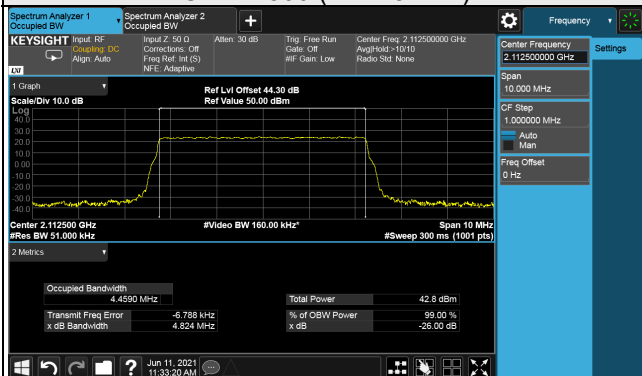 Spectrum Analyzer 1
Occupied BW
Spectrum Analyzer 2
Occupied BW
Frequency
KEYSIGHT
Input: RF
Coupling: DC
Align: Auto
Input Z: 50 Ω
Corrections: Off
Freq Ref: Int (S)
NFE: Adaptive
Atten: 30 dB
Trig: Free Run
Gate: Off
#IF Gain: Low
Center Freq: 2.112500000 GHz
Avg|Hold:>10/10
Radio Std: None
LXI
Center Frequency
2.112500000 GHz
Settings
Span
10.000 MHz
CF Step
1.000000 MHz
Auto
Man
Freq Offset
0 Hz
1 Graph
Scale/Div 10.0 dB
Ref Lvl Offset 44.30 dB
Ref Value 50.00 dBm
Log
40.0
30.0
20.0
10.0
0.00
-10.0
-20.0
-30.0
-40.0
Center 2.112500 GHz
#Res BW 51.000 kHz
#Video BW 160.00 kHz*
Span 10 MHz
#Sweep 300 ms (1001 pts)
2 Metrics
Occupied Bandwidth
4.4590 MHz
Total Power 42.8 dBm
Transmit Freq Error -6.788 kHz
% of OBW Power 99.00 %
x dB Bandwidth 4.824 MHz
x dB -26.00 dB
Jun 11, 2021
11:33:20 AM